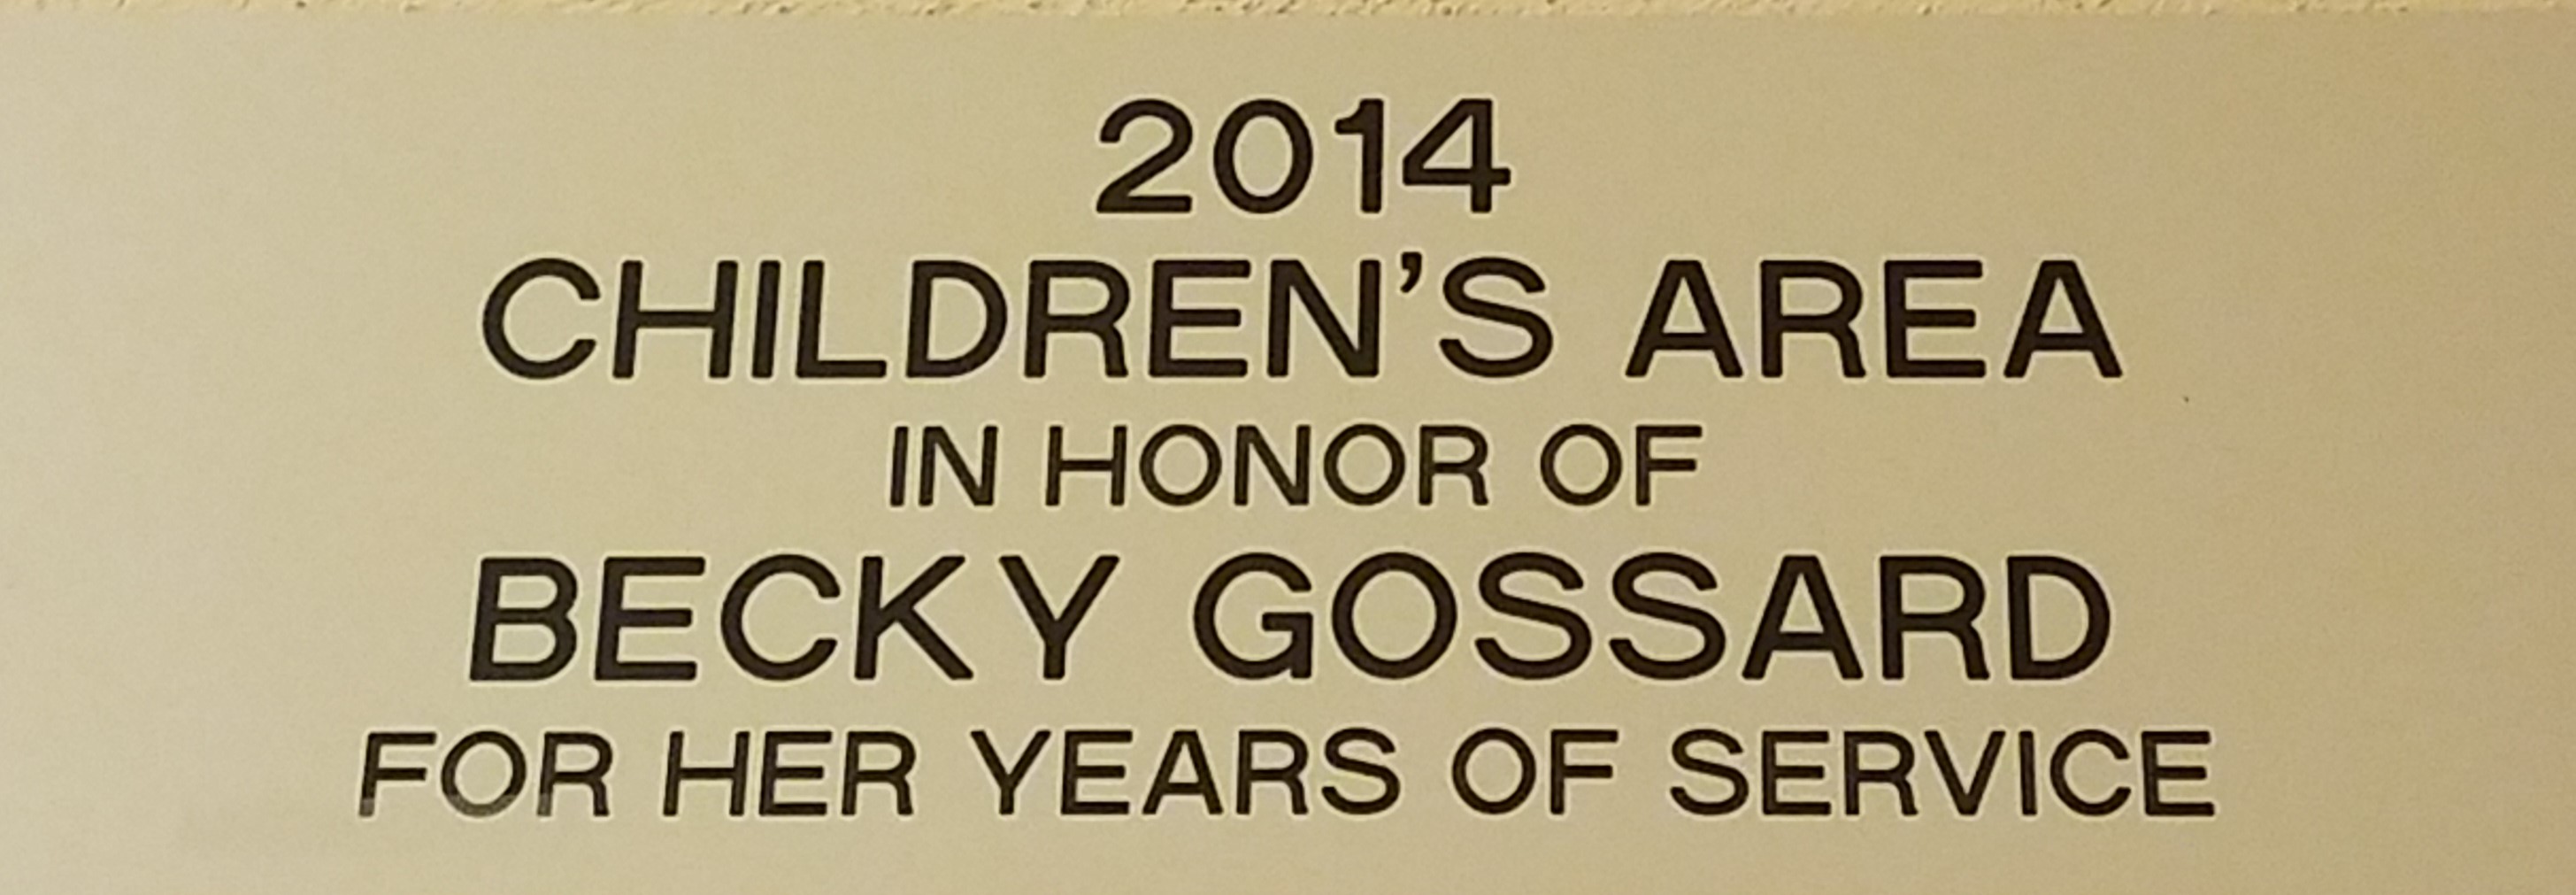 2014
CHILDREN'S AREA
IN HONOR OF
BECKY GOSSARD
FOR HER YEARS OF SERVICE